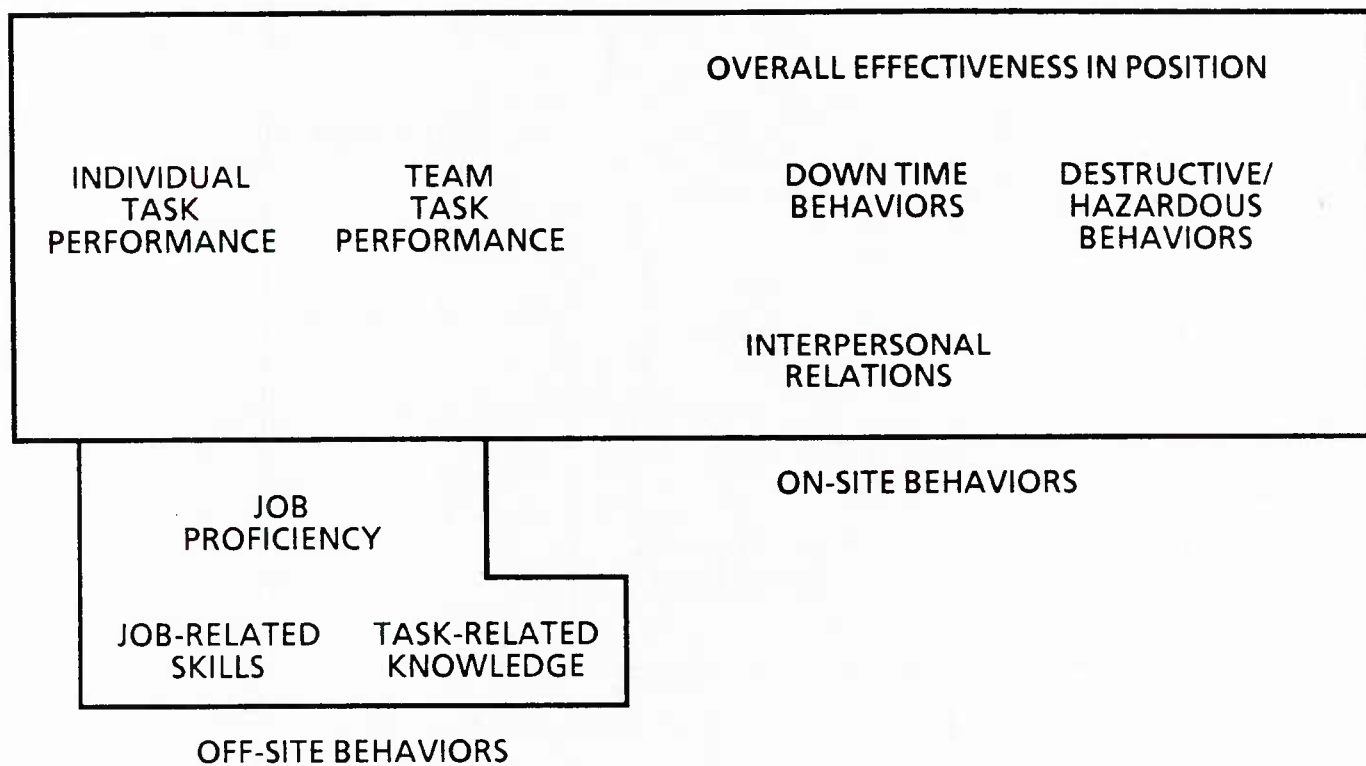 OVERALL EFFECTIVENESS IN POSITION
INDIVIDUAL
TASK
PERFORMANCE
TEAM
TASK
PERFORMANCE
DOWN TIME
BEHAVIORS
DESTRUCTIVE/
HAZARDOUS
BEHAVIORS
INTERPERSONAL
RELATIONS
ON-SITE BEHAVIORS
JOB
PROFICIENCY
JOB-RELATED
SKILLS
TASK-RELATED
KNOWLEDGE
OFF-SITE BEHAVIORS